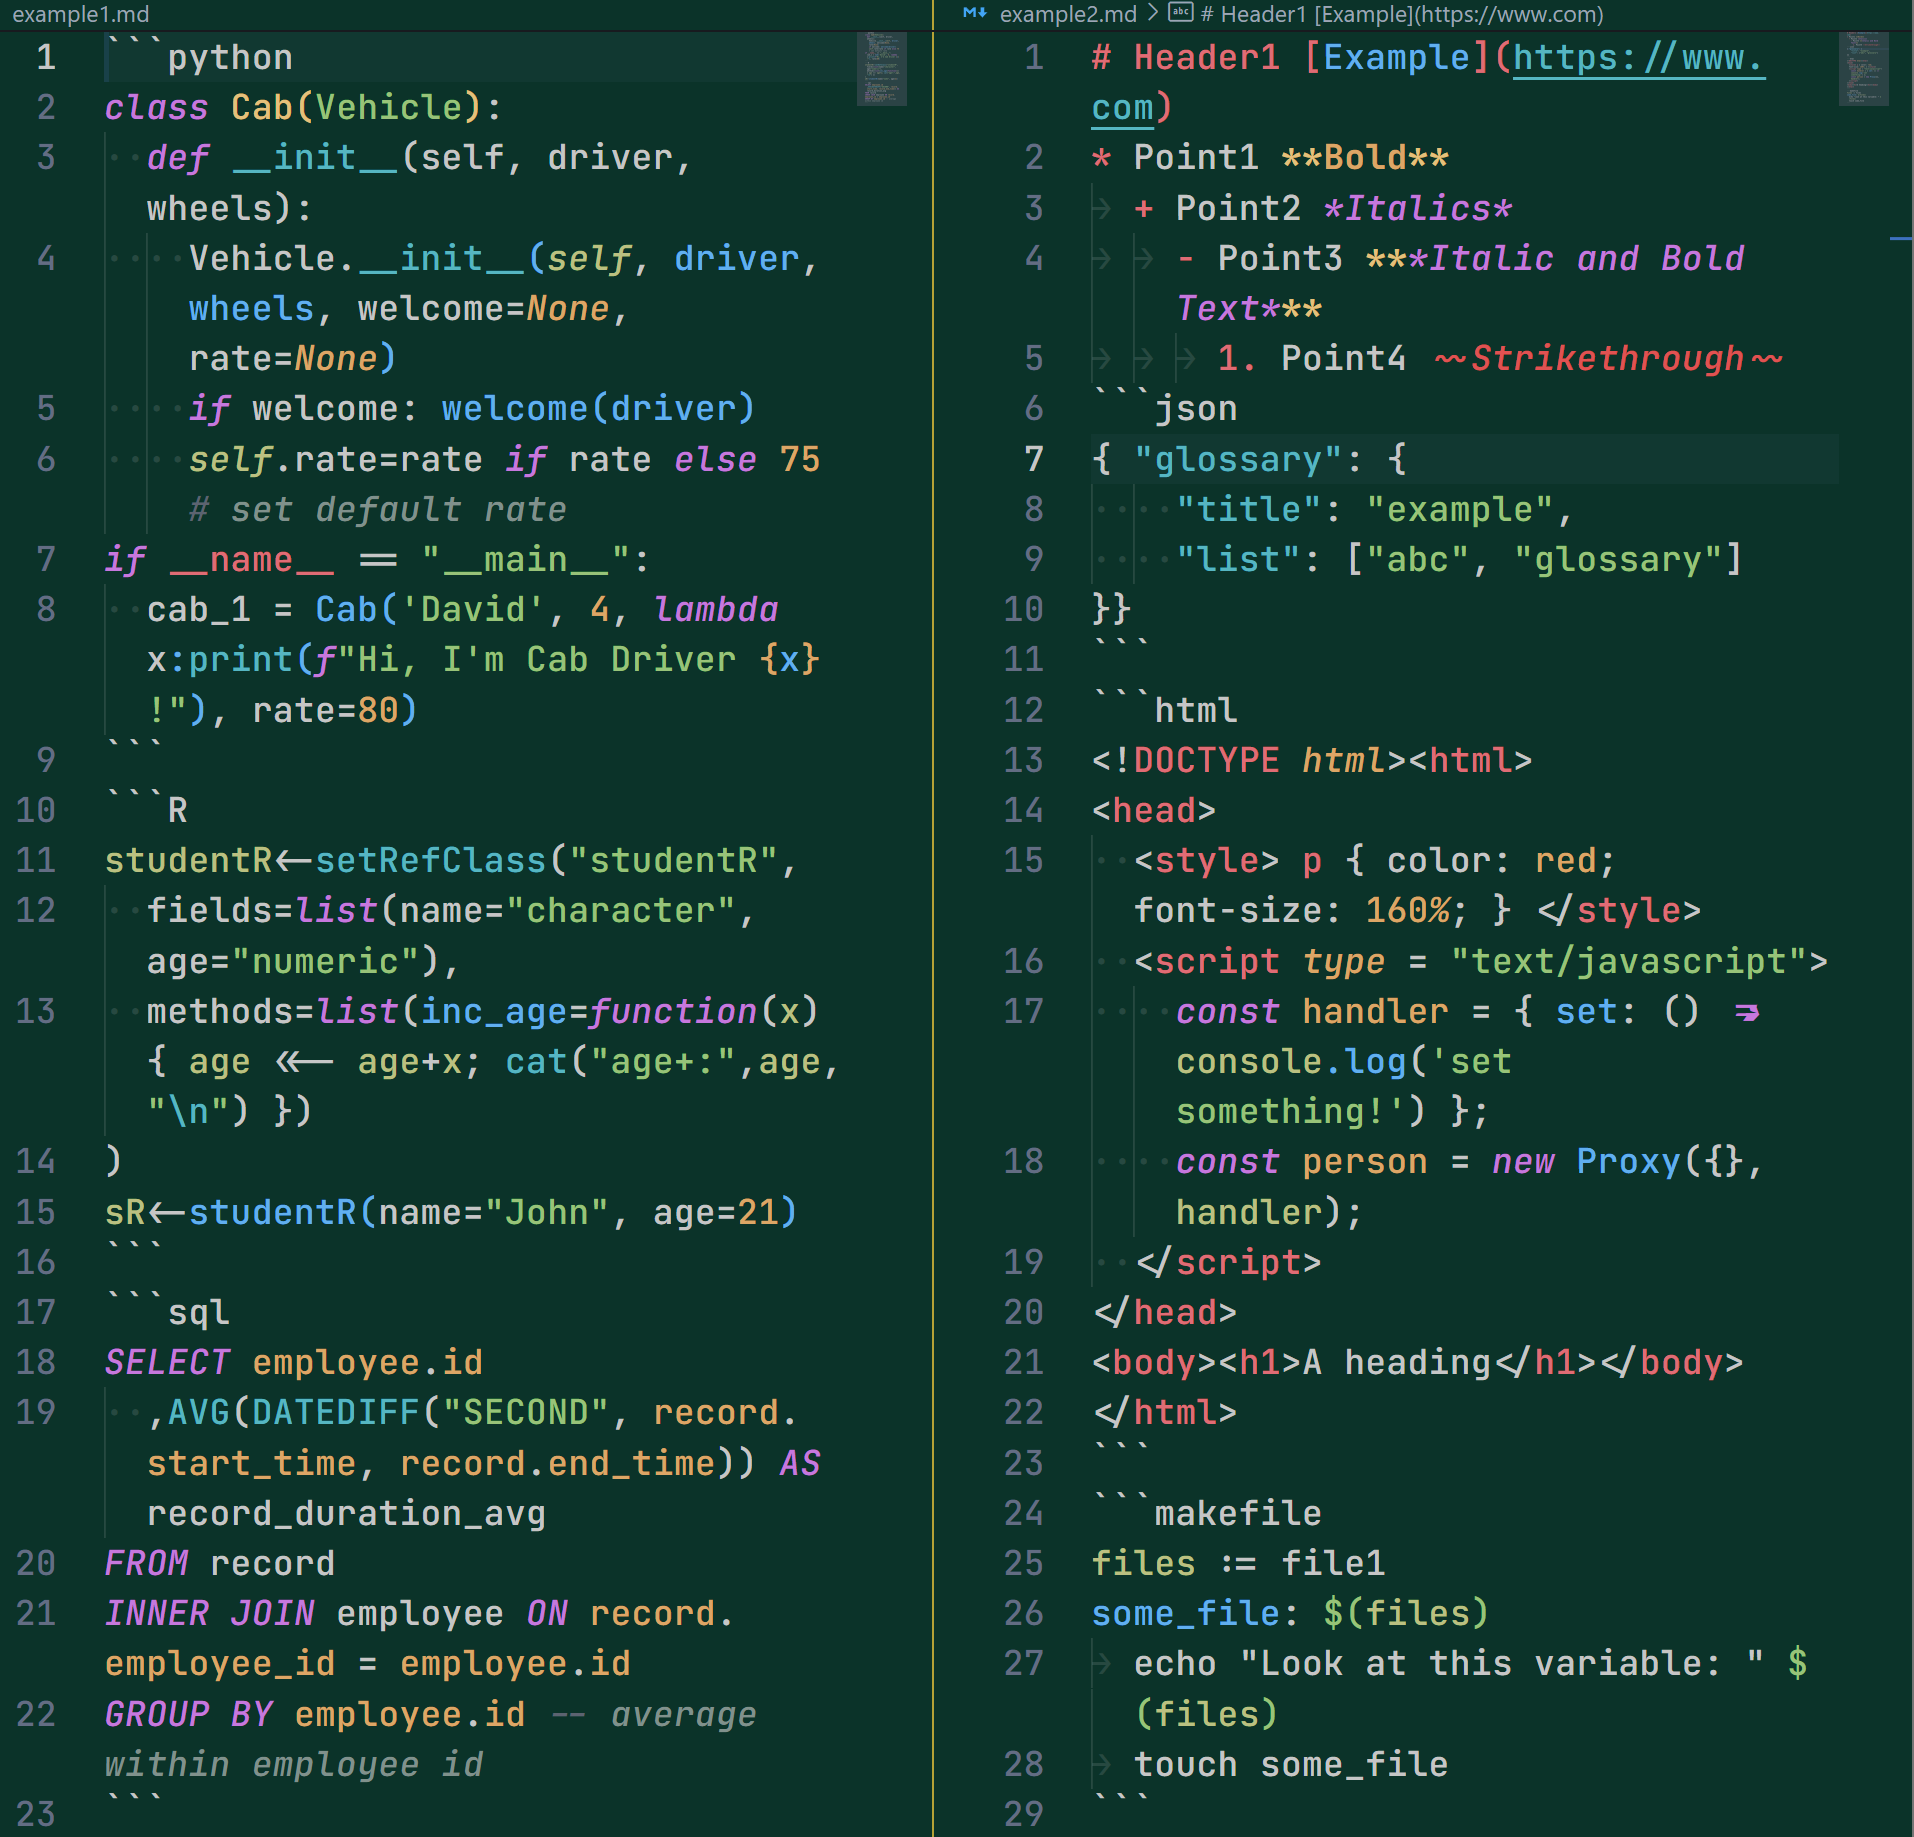 example1.md
1 ```python
2 class Cab(Vehicle):
3 def __init__(self, driver,
wheels):
4 Vehicle.__init__(self, driver,
wheels, welcome=None,
rate=None)
5 if welcome: welcome(driver)
6 self.rate=rate if rate else 75
# set default rate
7 if __name__ == "__main__":
8 cab_1 = Cab('David', 4, lambda
x:print(f"Hi, I'm Cab Driver {x}
!"), rate=80)
9 ```
10 ```R
11 studentR<-setRefClass("studentR",
12 fields=list(name="character",
age="numeric"),
13 methods=list(inc_age=function(x)
{ age <<- age+x; cat("age+:",age,
"\n") })
14 )
15 sR<-studentR(name="John", age=21)
16 ```
17 ```sql
18 SELECT employee.id
19 ,AVG(DATEDIFF("SECOND", record.
start_time, record.end_time)) AS
record_duration_avg
20 FROM record
21 INNER JOIN employee ON record.
employee_id = employee.id
22 GROUP BY employee.id -- average
within employee id
23 ```
example2.md > abc # Header1 [Example](https://www.com)
1 # Header1 [Example](https://www.
com)
2 * Point1 **Bold**
3 + Point2 *Italics*
4 - Point3 ***Italic and Bold
Text***
5 1. Point4 ~~Strikethrough~~
6 ```json
7 { "glossary": {
8 "title": "example",
9 "list": ["abc", "glossary"]
10 }}
11 ```
12 ```html
13 <!DOCTYPE html><html>
14 <head>
15 <style> p { color: red;
font-size: 160%; } </style>
16 <script type = "text/javascript">
17 const handler = { set: () =>
console.log('set
something!') };
18 const person = new Proxy({},
handler);
19 </script>
20 </head>
21 <body><h1>A heading</h1></body>
22 </html>
23 ```
24 ```makefile
25 files := file1
26 some_file: $(files)
27 echo "Look at this variable: " $
(files)
28 touch some_file
29 ```